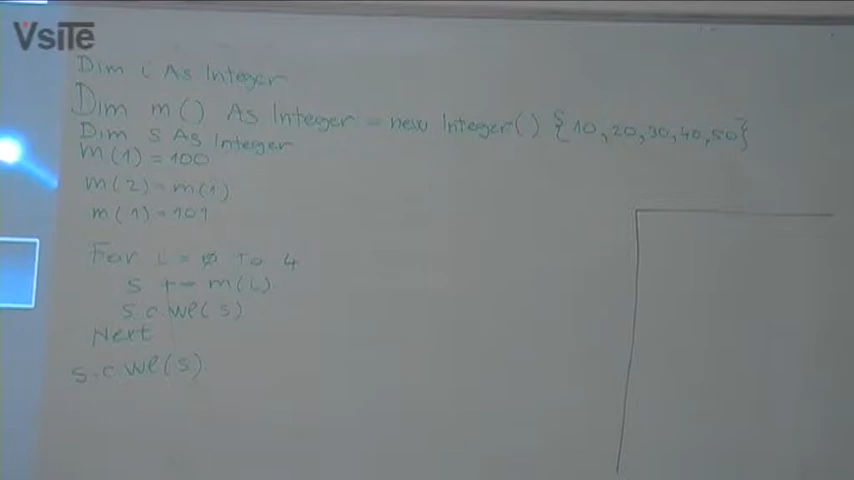 VsiTe
Dim i As Integer
Dim m() As Integer = new Integer() {10,20,30,40,50}
Dim s As Integer
m(1) = 100
m(2) = m(1)
m(1) = 101
For i = 0 To 4
s += m(i)
s.c.wl(s)
Next
s.c.wl(s)